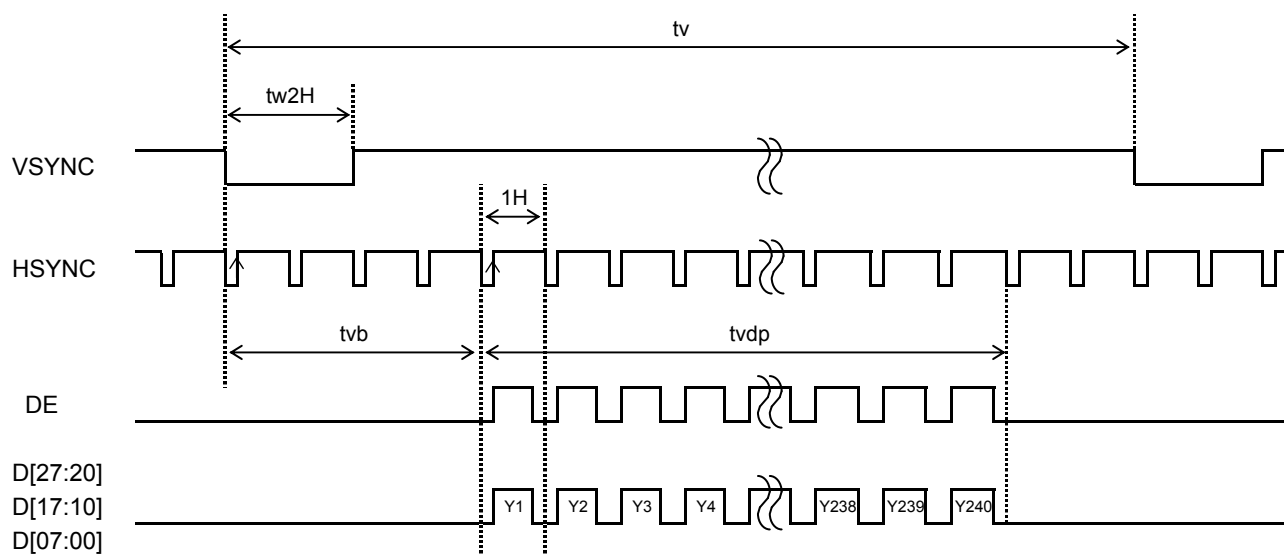 tv
tw2H
VSYNC
1H
HSYNC
tvb
tvdp
DE
D[27:20]
D[17:10]
D[07:00]
Y1 Y2 Y3 Y4 Y238 Y239 Y240